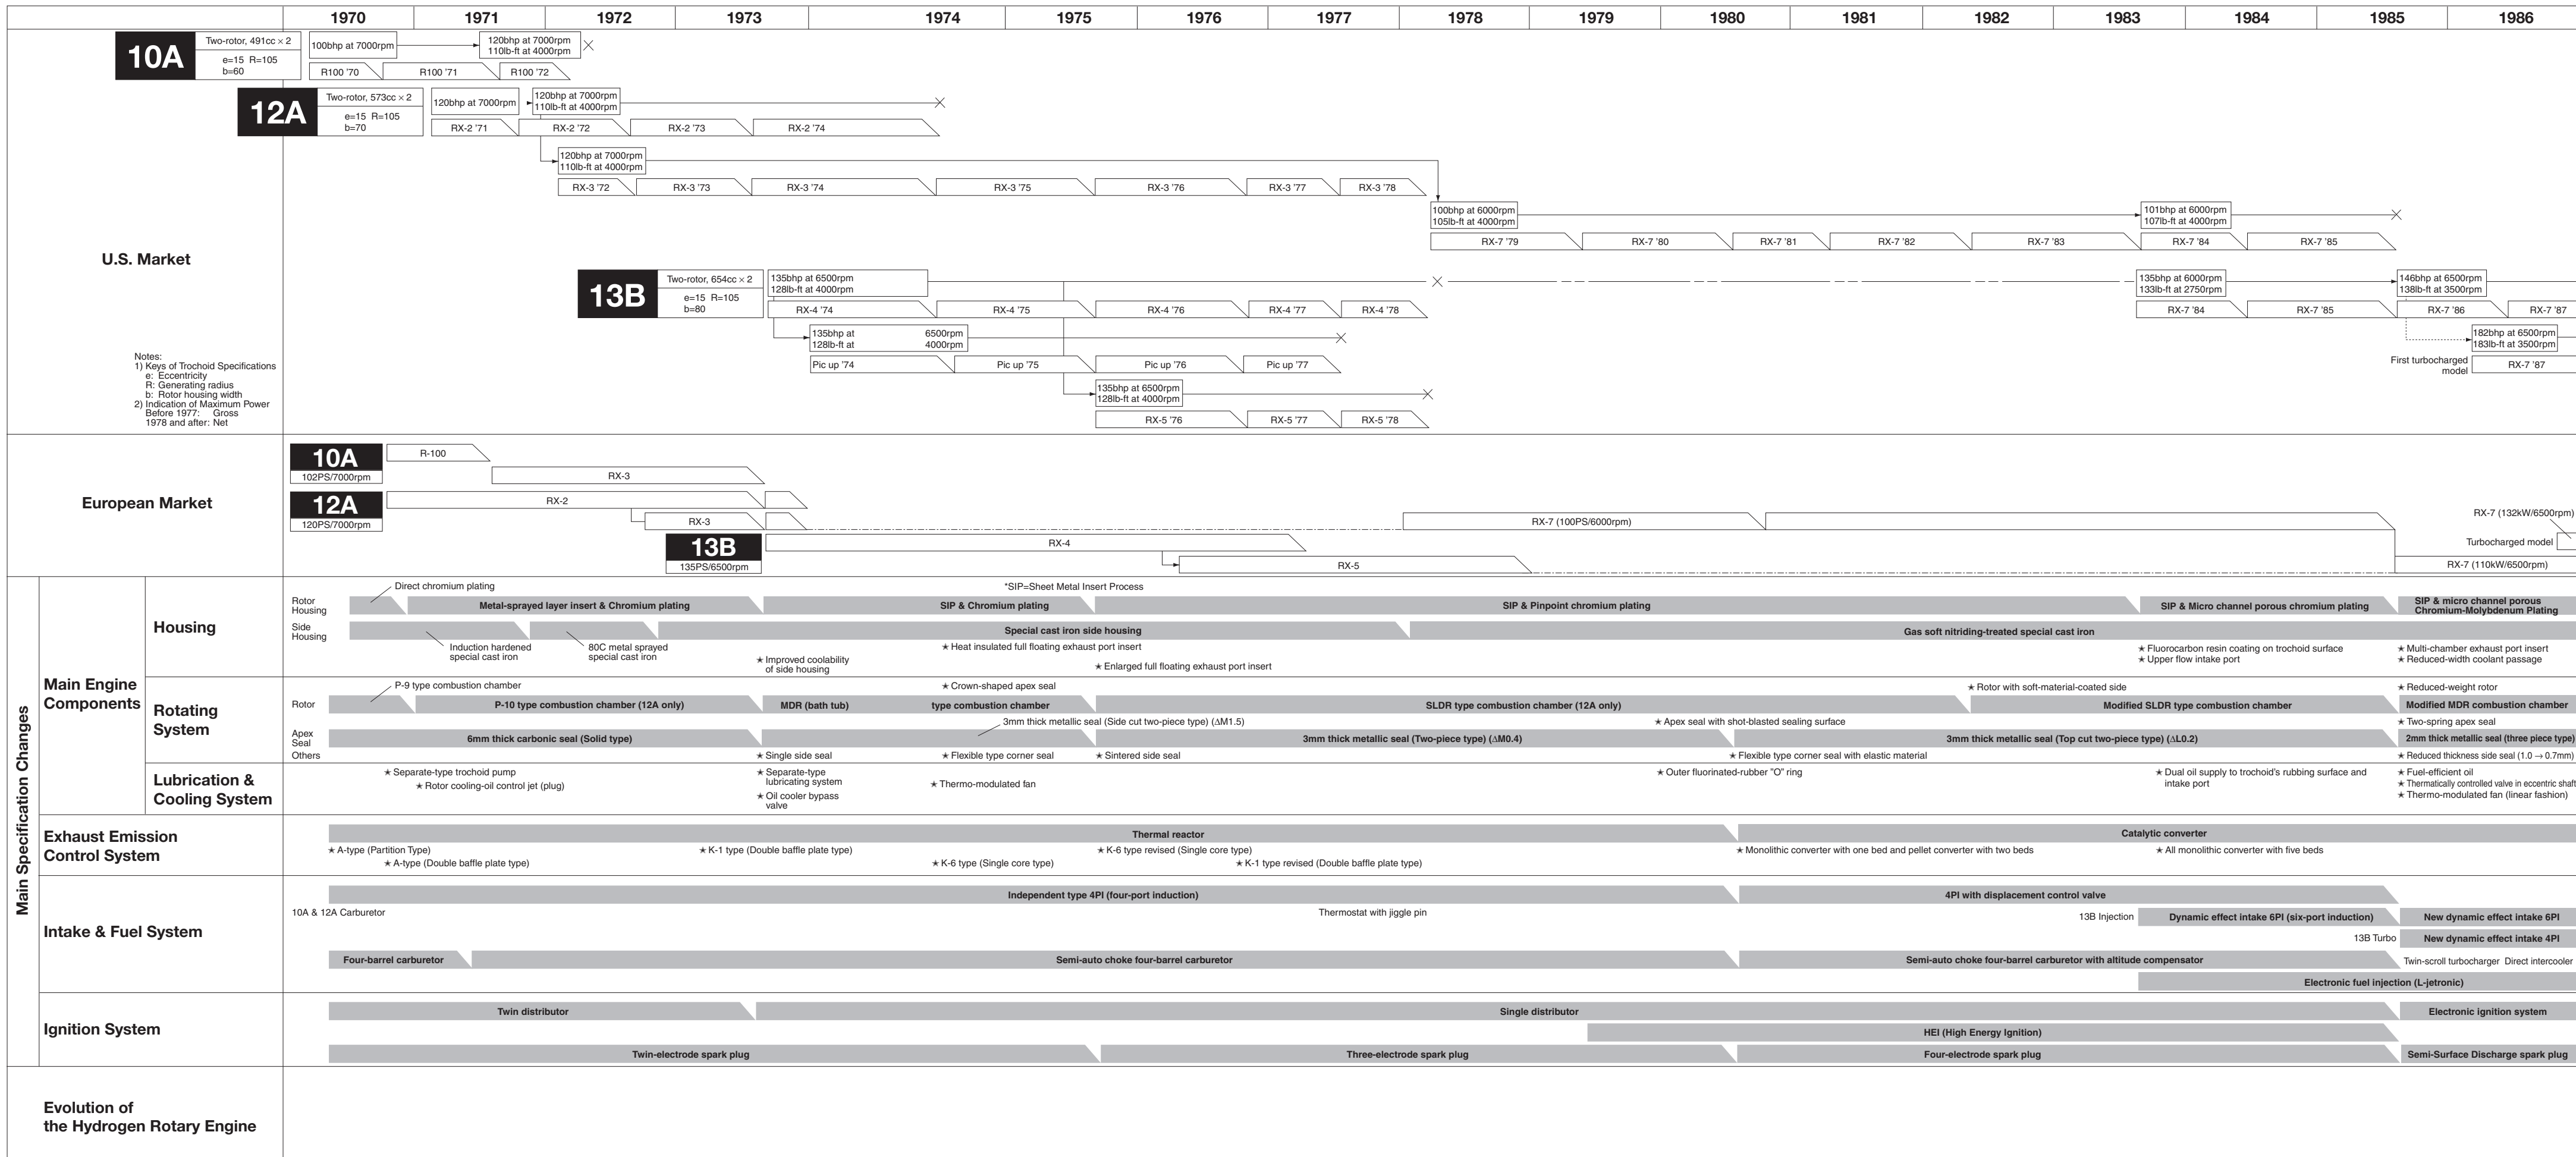 1970 1971 1972 1973 1974 1975 1976 1977 1978 1979 1980 1981 1982 1983 1984 1985 1986
U.S. Market
10A
Two-rotor, 491cc × 2
e=15 R=105
b=60
100bhp at 7000rpm
120bhp at 7000rpm
110lb-ft at 4000rpm
R100 '70 R100 '71 R100 '72
12A
Two-rotor, 573cc × 2
e=15 R=105
b=70
120bhp at 7000rpm
120bhp at 7000rpm
110lb-ft at 4000rpm
RX-2 '71 RX-2 '72 RX-2 '73 RX-2 '74
120bhp at 7000rpm
110lb-ft at 4000rpm
RX-3 '72 RX-3 '73 RX-3 '74 RX-3 '75 RX-3 '76 RX-3 '77 RX-3 '78
100bhp at 6000rpm
105lb-ft at 4000rpm
101bhp at 6000rpm
107lb-ft at 4000rpm
RX-7 '79 RX-7 '80 RX-7 '81 RX-7 '82 RX-7 '83 RX-7 '84 RX-7 '85
13B
Two-rotor, 654cc × 2
e=15 R=105
b=80
135bhp at 6500rpm
128lb-ft at 4000rpm
135bhp at 6000rpm
133lb-ft at 2750rpm
146bhp at 6500rpm
138lb-ft at 3500rpm
RX-4 '74 RX-4 '75 RX-4 '76 RX-4 '77 RX-4 '78 RX-7 '84 RX-7 '85 RX-7 '86 RX-7 '87
135bhp at 6500rpm
128lb-ft at 4000rpm
182bhp at 6500rpm
183lb-ft at 3500rpm
Pic up '74 Pic up '75 Pic up '76 Pic up '77
First turbocharged
model
RX-7 '87
135bhp at 6500rpm
128lb-ft at 4000rpm
RX-5 '76 RX-5 '77 RX-5 '78
Notes:
1) Keys of Trochoid Specifications
e: Eccentricity
R: Generating radius
b: Rotor housing width
2) Indication of Maximum Power
Before 1977: Gross
1978 and after: Net
European Market
10A
102PS/7000rpm
R-100
RX-3
12A
120PS/7000rpm
RX-2
RX-3
RX-7 (100PS/6000rpm)
RX-7 (132kW/6500rpm)
13B
135PS/6500rpm
RX-4
Turbocharged model
RX-5
RX-7 (110kW/6500rpm)
Main Specification Changes
Main Engine
Components
Housing
Direct chromium plating
*SIP=Sheet Metal Insert Process
Rotor
Housing
Metal-sprayed layer insert & Chromium plating
SIP & Chromium plating
SIP & Pinpoint chromium plating
SIP & Micro channel porous chromium plating
SIP & micro channel porous
Chromium-Molybdenum Plating
Side
Housing
Special cast iron side housing
Gas soft nitriding-treated special cast iron
Induction hardened
special cast iron
80C metal sprayed
special cast iron
★ Improved coolability
of side housing
★ Heat insulated full floating exhaust port insert
★ Enlarged full floating exhaust port insert
★ Fluorocarbon resin coating on trochoid surface
★ Upper flow intake port
★ Multi-chamber exhaust port insert
★ Reduced-width coolant passage
Rotating
System
P-9 type combustion chamber
★ Crown-shaped apex seal
★ Rotor with soft-material-coated side
★ Reduced-weight rotor
Rotor
P-10 type combustion chamber (12A only)
MDR (bath tub) type combustion chamber
SLDR type combustion chamber (12A only)
Modified SLDR type combustion chamber
Modified MDR combustion chamber
3mm thick metallic seal (Side cut two-piece type) (∆M1.5)
★ Apex seal with shot-blasted sealing surface
★ Two-spring apex seal
Apex
Seal
6mm thick carbonic seal (Solid type)
3mm thick metallic seal (Two-piece type) (∆M0.4)
3mm thick metallic seal (Top cut two-piece type) (∆L0.2)
2mm thick metallic seal (three piece type)
Others
★ Single side seal
★ Flexible type corner seal
★ Sintered side seal
★ Flexible type corner seal with elastic material
★ Reduced thickness side seal (1.0 → 0.7mm)
Lubrication &
Cooling System
★ Separate-type trochoid pump
★ Rotor cooling-oil control jet (plug)
★ Separate-type
lubricating system
★ Oil cooler bypass
valve
★ Thermo-modulated fan
★ Outer fluorinated-rubber "O" ring
★ Dual oil supply to trochoid's rubbing surface and
intake port
★ Fuel-efficient oil
★ Thermatically controlled valve in eccentric shaft
★ Thermo-modulated fan (linear fashion)
Exhaust Emission
Control System
Thermal reactor
Catalytic converter
★ A-type (Partition Type)
★ A-type (Double baffle plate type)
★ K-1 type (Double baffle plate type)
★ K-6 type (Single core type)
★ K-6 type revised (Single core type)
★ K-1 type revised (Double baffle plate type)
★ Monolithic converter with one bed and pellet converter with two beds
★ All monolithic converter with five beds
Intake & Fuel System
Independent type 4PI (four-port induction)
4PI with displacement control valve
10A & 12A Carburetor
Thermostat with jiggle pin
13B Injection
Dynamic effect intake 6PI (six-port induction)
New dynamic effect intake 6PI
13B Turbo
New dynamic effect intake 4PI
Four-barrel carburetor
Semi-auto choke four-barrel carburetor
Semi-auto choke four-barrel carburetor with altitude compensator
Twin-scroll turbocharger Direct intercooler
Electronic fuel injection (L-jetronic)
Ignition System
Twin distributor
Single distributor
Electronic ignition system
HEI (High Energy Ignition)
Twin-electrode spark plug
Three-electrode spark plug
Four-electrode spark plug
Semi-Surface Discharge spark plug
Evolution of
the Hydrogen Rotary Engine